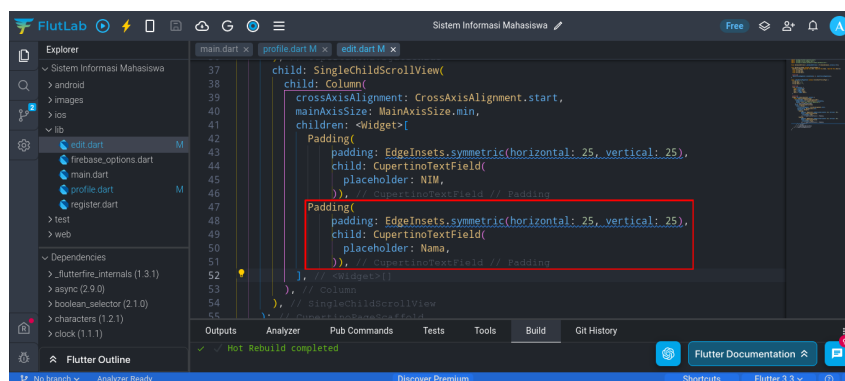 FlutLab
Sistem Informasi Mahasiswa
Free
A
Explorer
main.dart ×
profile.dart M ×
edit.dart M ×
Sistem Informasi Mahasiswa
> android
> images
> ios
lib
edit.dart M
firebase_options.dart
main.dart
profile.dart M
register.dart
> test
> web
Dependencies
> _flutterfire_internals (1.3.1)
> async (2.9.0)
> boolean_selector (2.1.0)
> characters (1.2.1)
> clock (1.1.1)
Flutter Outline
2
37 child: SingleChildScrollView(
38 child: Column(
39 crossAxisAlignment: CrossAxisAlignment.start,
40 mainAxisSize: MainAxisSize.min,
41 children: <Widget>[
42 Padding(
43 padding: EdgeInsets.symmetric(horizontal: 25, vertical: 25),
44 child: CupertinoTextField(
45 placeholder: NIM,
46 )), // CupertinoTextField // Padding
47 Padding(
48 padding: EdgeInsets.symmetric(horizontal: 25, vertical: 25),
49 child: CupertinoTextField(
50 placeholder: Nama,
51 )), // CupertinoTextField // Padding
52 ], // <Widget>[]
53 ), // Column
54 ), // SingleChildScrollView
55 ); // CupertinoPageScaffold
Outputs
Analyzer
Pub Commands
Tests
Tools
Build
Git History
Hot Rebuild completed
Flutter Documentation
No branch
Analyzer Ready
Discover Premium
Shortcuts
Flutter 3.3